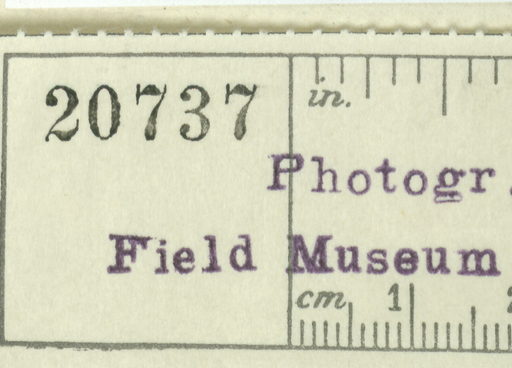 20737
in.
Photogr
Field Museum
cm 1